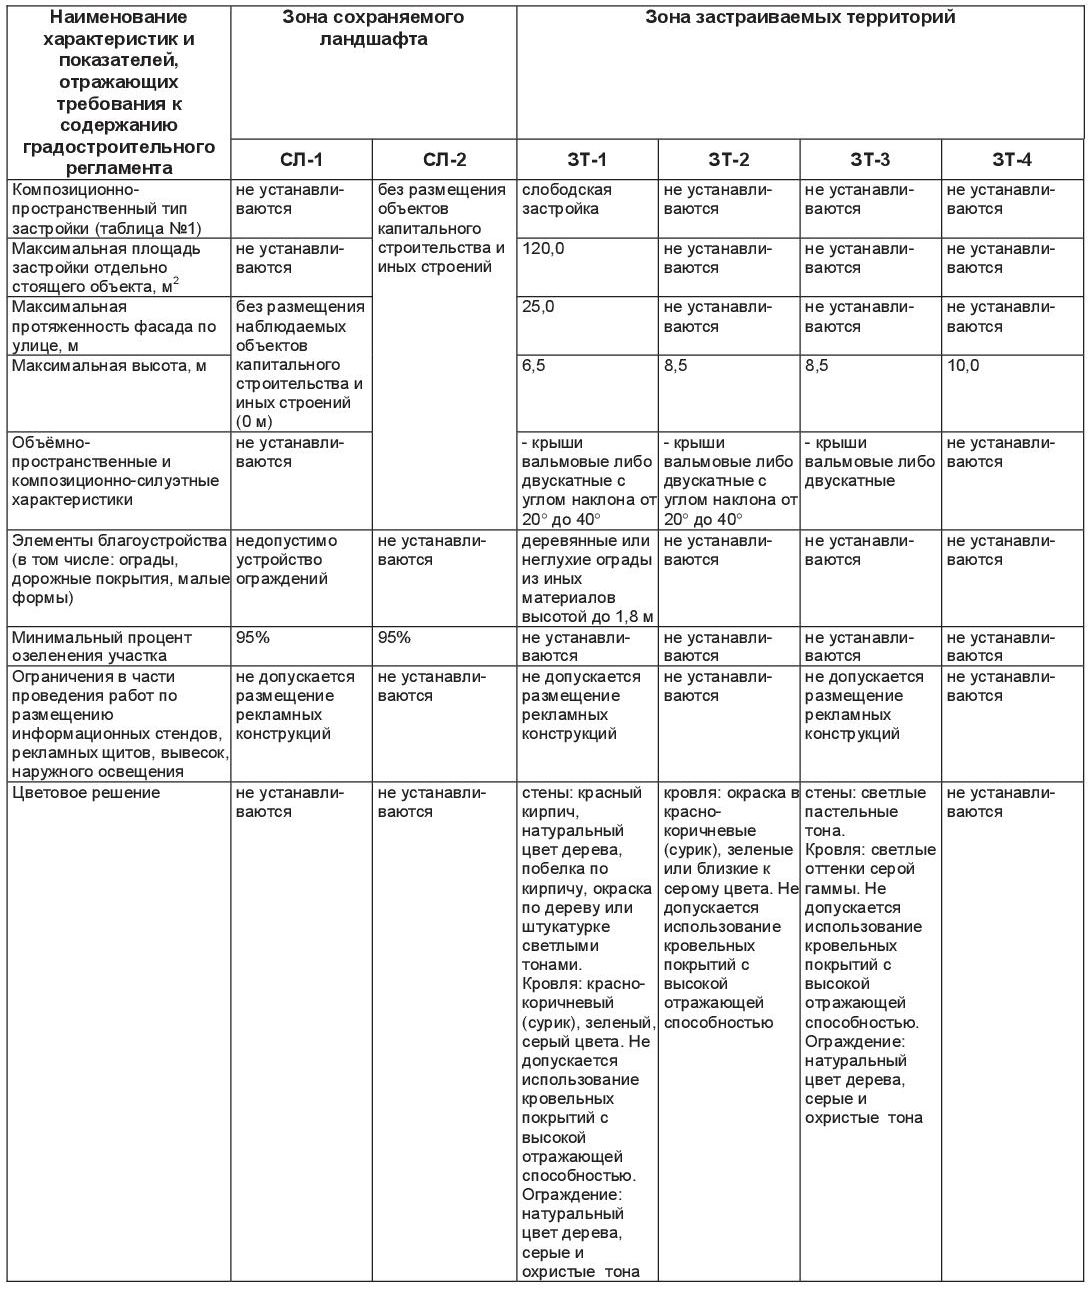 Наименование
характеристик и
показателей,
отражающих
требования к
содержанию
градостроительного
регламента
Зона сохраняемого
ландшафта
Зона застраиваемых территорий
СЛ-1
СЛ-2
ЗТ-1
ЗТ-2
ЗТ-3
ЗТ-4
Композиционно-
пространственный тип
застройки (таблица №1)
не устанавли-
ваются
без размещения
объектов
капитального
строительства и
иных строений
слободская
застройка
не устанавли-
ваются
не устанавли-
ваются
не устанавли-
ваются
Максимальная площадь
застройки отдельно
стоящего объекта, м2
не устанавли-
ваются
120,0
не устанавли-
ваются
не устанавли-
ваются
не устанавли-
ваются
Максимальная
протяженность фасада по
улице, м
без размещения
наблюдаемых
объектов
капитального
строительства и
иных строений
(0 м)
25,0
не устанавли-
ваются
не устанавли-
ваются
не устанавли-
ваются
Максимальная высота, м
6,5
8,5
8,5
10,0
Объёмно-
пространственные и
композиционно-силуэтные
характеристики
не устанавли-
ваются
- крыши
вальмовые либо
двускатные с
углом наклона от
20° до 40°
- крыши
вальмовые либо
двускатные с
углом наклона от
20° до 40°
- крыши
вальмовые либо
двускатные
не устанавли-
ваются
Элементы благоустройства
(в том числе: ограды,
дорожные покрытия, малые
формы)
недопустимо
устройство
ограждений
не устанавли-
ваются
деревянные или
неглухие ограды
из иных
материалов
высотой до 1,8 м
не устанавли-
ваются
не устанавли-
ваются
не устанавли-
ваются
Минимальный процент
озеленения участка
95%
95%
не устанавли-
ваются
не устанавли-
ваются
не устанавли-
ваются
не устанавли-
ваются
Ограничения в части
проведения работ по
размещению
информационных стендов,
рекламных щитов, вывесок,
наружного освещения
не допускается
размещение
рекламных
конструкций
не устанавли-
ваются
не допускается
размещение
рекламных
конструкций
не устанавли-
ваются
не допускается
размещение
рекламных
конструкций
не устанавли-
ваются
Цветовое решение
не устанавли-
ваются
не устанавли-
ваются
стены: красный
кирпич,
натуральный
цвет дерева,
побелка по
кирпичу, окраска
по дереву или
штукатурке
светлыми
тонами.
Кровля: красно-
коричневый
(сурик), зеленый,
серый цвета. Не
допускается
использование
кровельных
покрытий с
высокой
отражающей
способностью.
Ограждение:
натуральный
цвет дерева,
серые и
охристые тона
кровля: окраска в
красно-
коричневые
(сурик), зеленые
или близкие к
серому цвета. Не
допускается
использование
кровельных
покрытий с
высокой
отражающей
способностью
стены: светлые
пастельные
тона.
Кровля: светлые
оттенки серой
гаммы. Не
допускается
использование
кровельных
покрытий с
высокой
отражающей
способностью.
Ограждение:
натуральный
цвет дерева,
серые и
охристые тона
не устанавли-
ваются